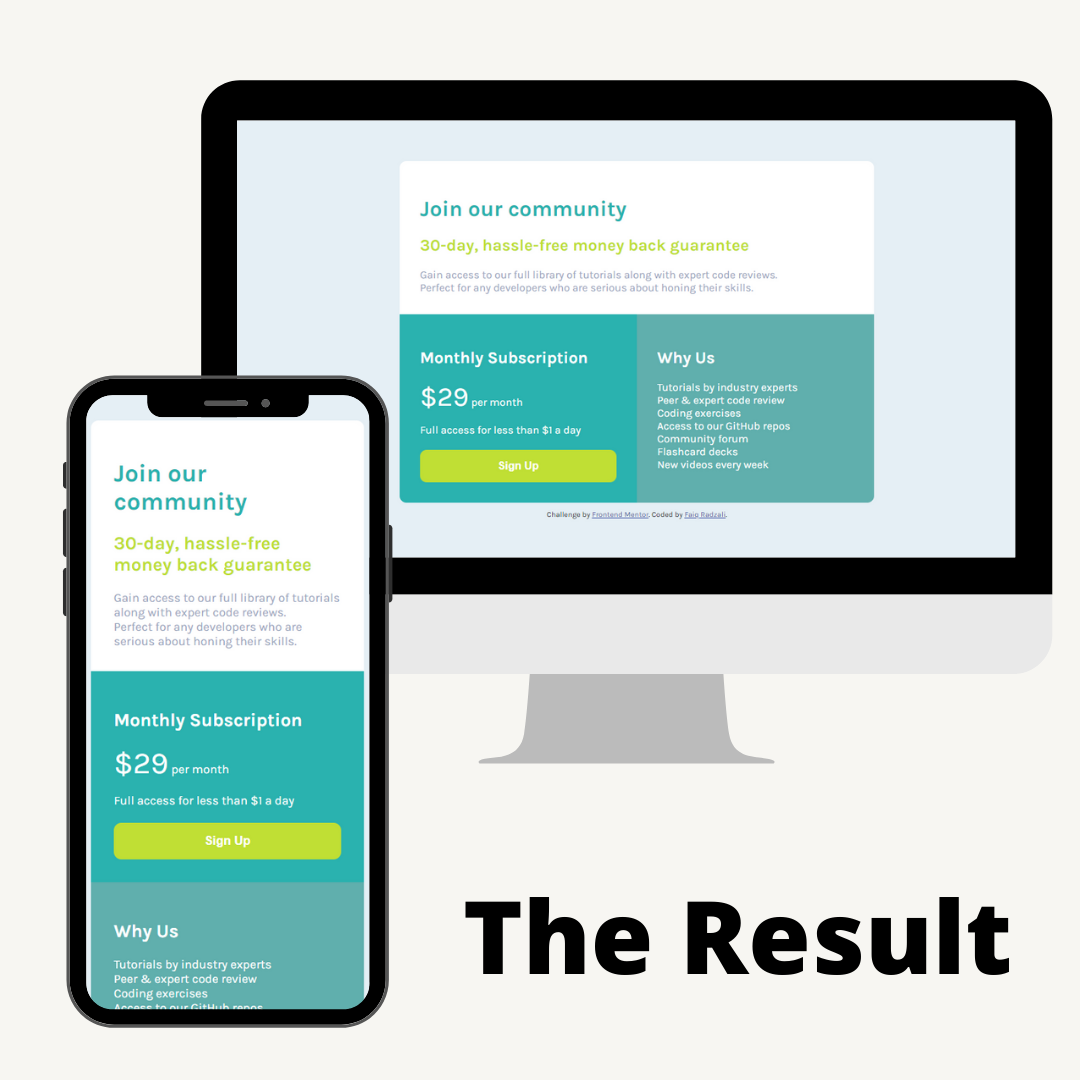 Join our community
30-day, hassle-free money back guarantee
Gain access to our full library of tutorials along with expert code reviews.
Perfect for any developers who are serious about honing their skills.
Monthly Subscription
$29 per month
Full access for less than $1 a day
Sign Up
Why Us
Tutorials by industry experts
Peer & expert code review
Coding exercises
Access to our GitHub repos
Community forum
Flashcard decks
New videos every week
Challenge by Frontend Mentor. Coded by Faiq Radzali.
Join our
community
30-day, hassle-free
money back guarantee
Gain access to our full library of tutorials
along with expert code reviews.
Perfect for any developers who are
serious about honing their skills.
Monthly Subscription
$29 per month
Full access for less than $1 a day
Sign Up
Why Us
Tutorials by industry experts
Peer & expert code review
Coding exercises
Access to our GitHub repos
The Result